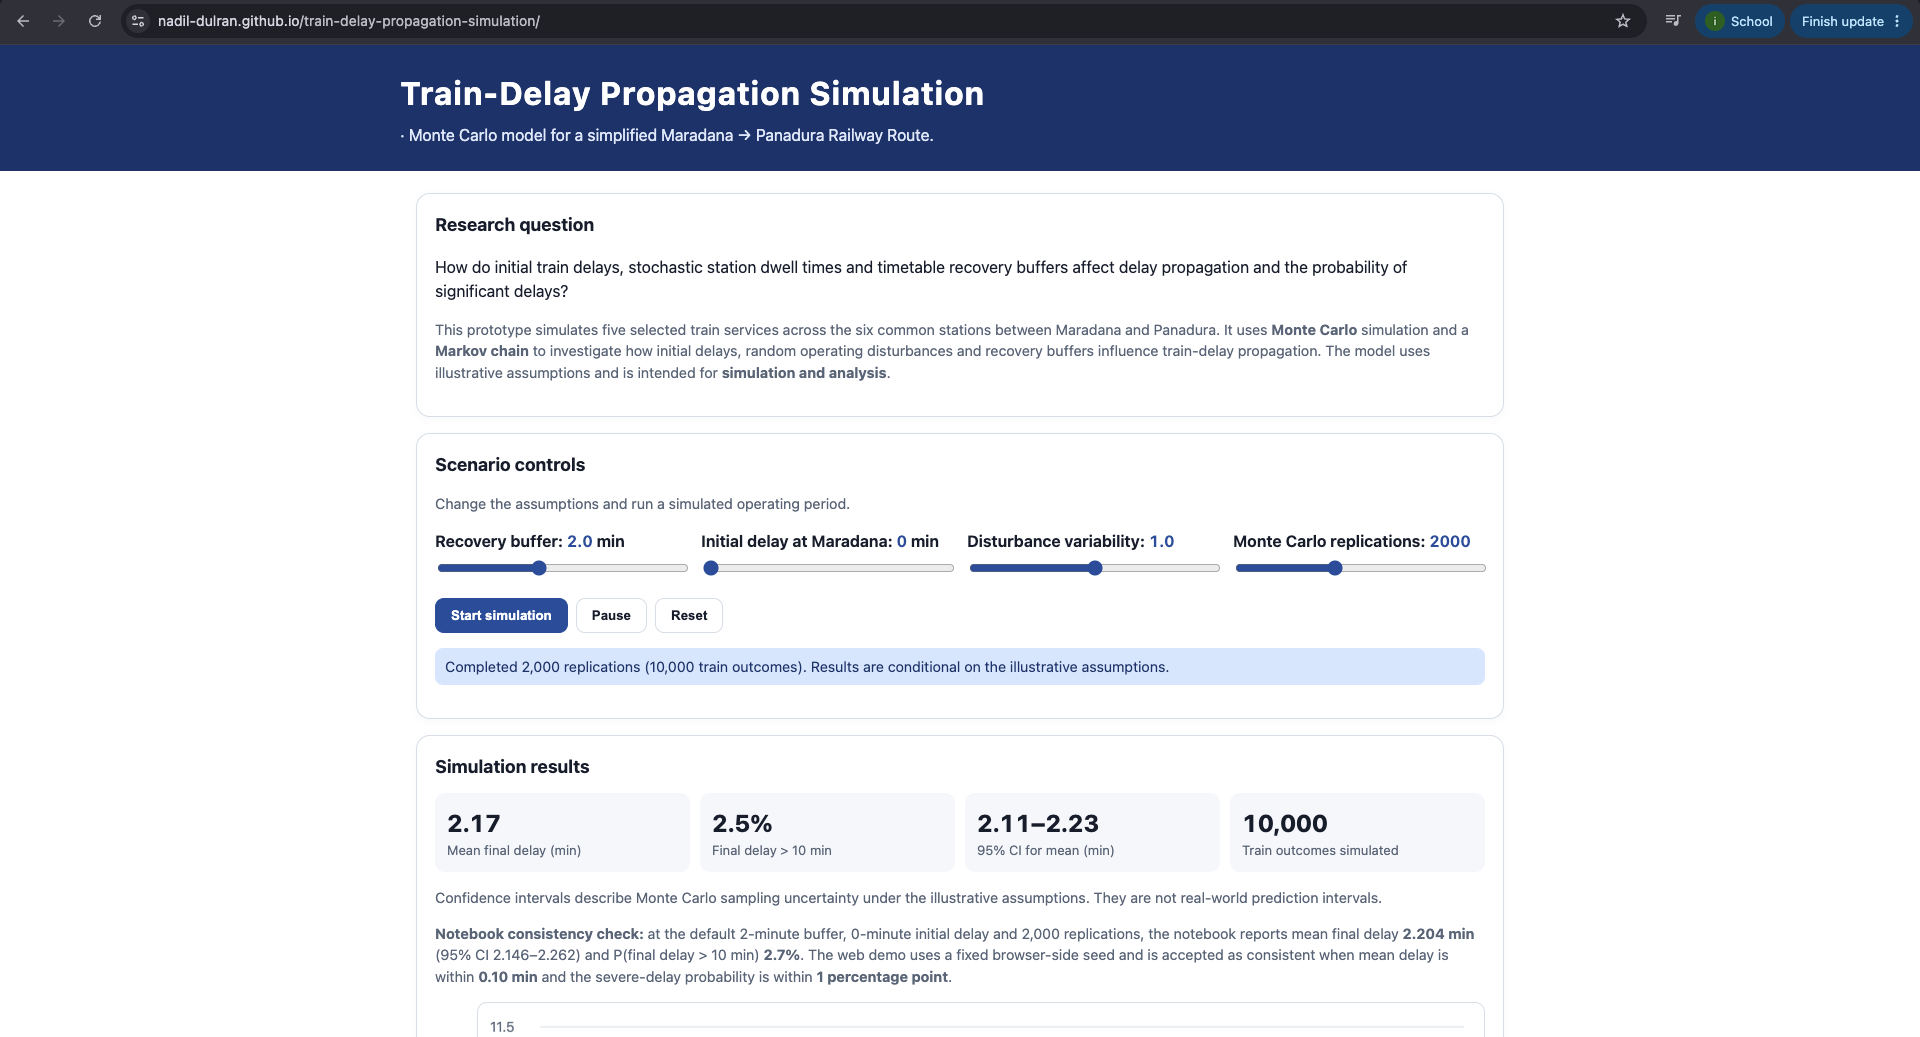 nadil-dulran.github.io/train-delay-propagation-simulation/
i School
Finish update
Train-Delay Propagation Simulation
· Monte Carlo model for a simplified Maradana → Panadura Railway Route.
Research question
How do initial train delays, stochastic station dwell times and timetable recovery buffers affect delay propagation and the probability of
significant delays?
This prototype simulates five selected train services across the six common stations between Maradana and Panadura. It uses Monte Carlo simulation and a
Markov chain to investigate how initial delays, random operating disturbances and recovery buffers influence train-delay propagation. The model uses
illustrative assumptions and is intended for simulation and analysis.
Scenario controls
Change the assumptions and run a simulated operating period.
Recovery buffer: 2.0 min
Initial delay at Maradana: 0 min
Disturbance variability: 1.0
Monte Carlo replications: 2000
Start simulation
Pause
Reset
Completed 2,000 replications (10,000 train outcomes). Results are conditional on the illustrative assumptions.
Simulation results
2.17
Mean final delay (min)
2.5%
Final delay > 10 min
2.11–2.23
95% CI for mean (min)
10,000
Train outcomes simulated
Confidence intervals describe Monte Carlo sampling uncertainty under the illustrative assumptions. They are not real-world prediction intervals.
Notebook consistency check: at the default 2-minute buffer, 0-minute initial delay and 2,000 replications, the notebook reports mean final delay 2.204 min
(95% CI 2.146–2.262) and P(final delay > 10 min) 2.7%. The web demo uses a fixed browser-side seed and is accepted as consistent when mean delay is
within 0.10 min and the severe-delay probability is within 1 percentage point.
11.5